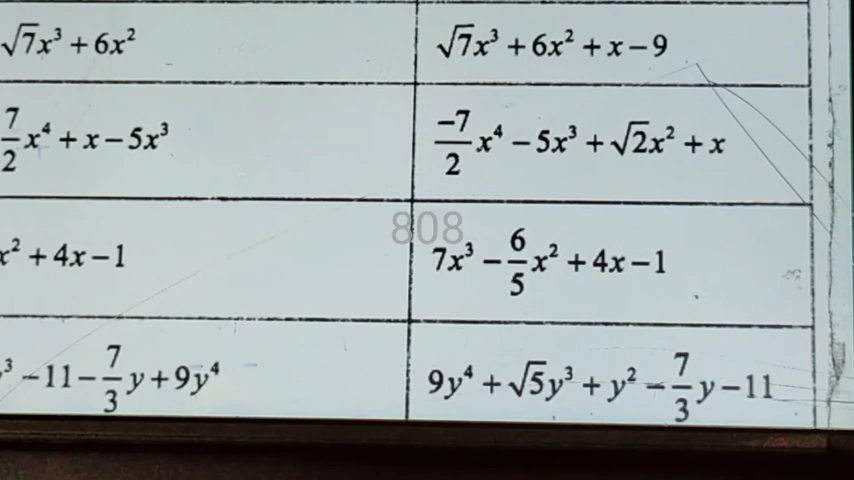 √7x³ + 6x²
√7x³ + 6x² + x − 9
7/2 x⁴ + x − 5x³
−7/2 x⁴ − 5x³ + √2x² + x
x² + 4x − 1
808
7x³ − 6/5 x² + 4x − 1
³ − 11 − 7/3 y + 9y⁴
9y⁴ + √5y³ + y² − 7/3 y − 11